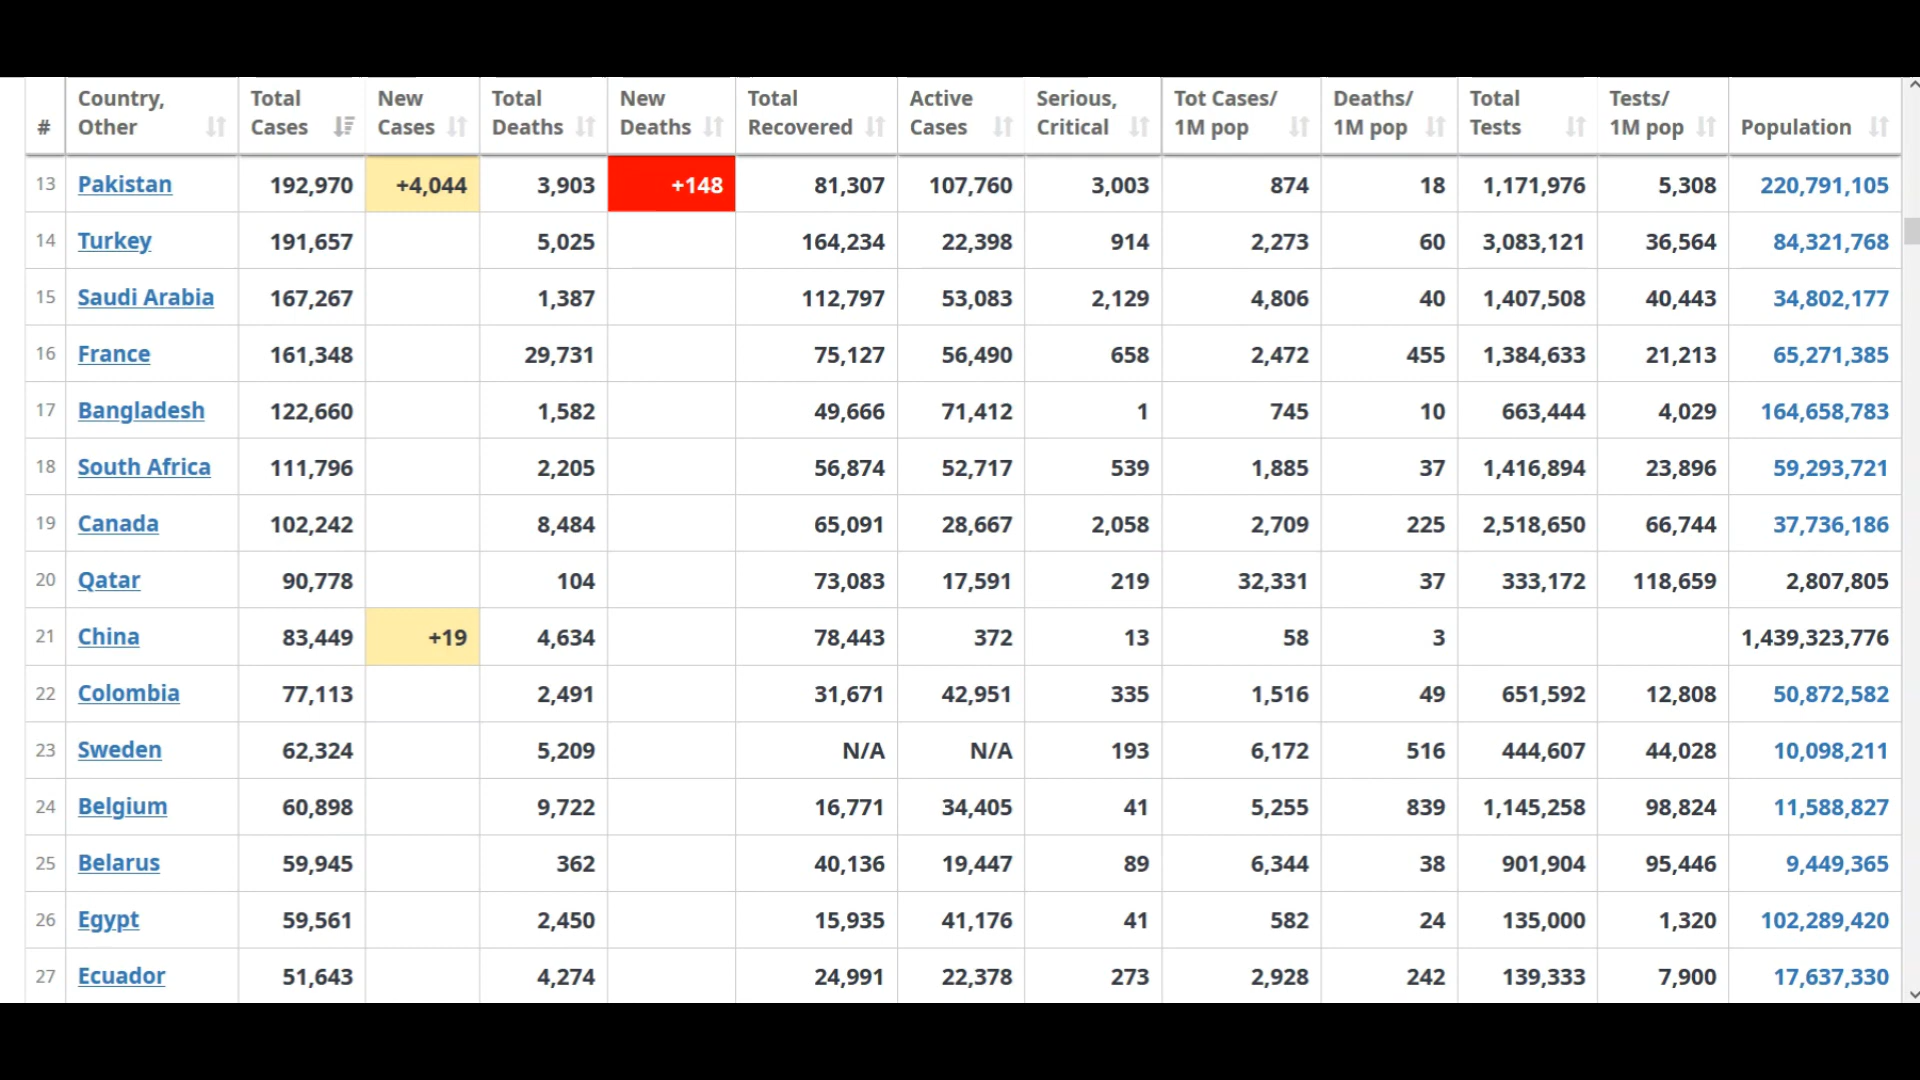 # Country, Other Total Cases New Cases Total Deaths New Deaths Total Recovered Active Cases Serious, Critical Tot Cases/ 1M pop Deaths/ 1M pop Total Tests Tests/ 1M pop Population
13 Pakistan 192,970 +4,044 3,903 +148 81,307 107,760 3,003 874 18 1,171,976 5,308 220,791,105
14 Turkey 191,657 5,025 164,234 22,398 914 2,273 60 3,083,121 36,564 84,321,768
15 Saudi Arabia 167,267 1,387 112,797 53,083 2,129 4,806 40 1,407,508 40,443 34,802,177
16 France 161,348 29,731 75,127 56,490 658 2,472 455 1,384,633 21,213 65,271,385
17 Bangladesh 122,660 1,582 49,666 71,412 1 745 10 663,444 4,029 164,658,783
18 South Africa 111,796 2,205 56,874 52,717 539 1,885 37 1,416,894 23,896 59,293,721
19 Canada 102,242 8,484 65,091 28,667 2,058 2,709 225 2,518,650 66,744 37,736,186
20 Qatar 90,778 104 73,083 17,591 219 32,331 37 333,172 118,659 2,807,805
21 China 83,449 +19 4,634 78,443 372 13 58 3 1,439,323,776
22 Colombia 77,113 2,491 31,671 42,951 335 1,516 49 651,592 12,808 50,872,582
23 Sweden 62,324 5,209 N/A N/A 193 6,172 516 444,607 44,028 10,098,211
24 Belgium 60,898 9,722 16,771 34,405 41 5,255 839 1,145,258 98,824 11,588,827
25 Belarus 59,945 362 40,136 19,447 89 6,344 38 901,904 95,446 9,449,365
26 Egypt 59,561 2,450 15,935 41,176 41 582 24 135,000 1,320 102,289,420
27 Ecuador 51,643 4,274 24,991 22,378 273 2,928 242 139,333 7,900 17,637,330